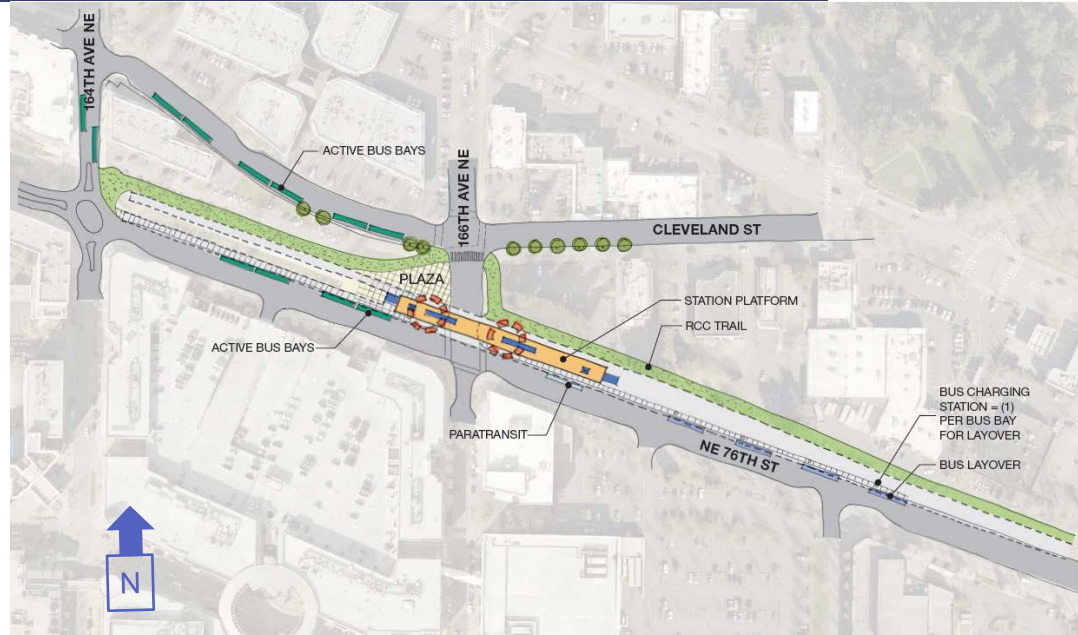 164TH AVE NE
ACTIVE BUS BAYS
166TH AVE NE
CLEVELAND ST
PLAZA
STATION PLATFORM
RCC TRAIL
ACTIVE BUS BAYS
BUS CHARGING
STATION = (1)
PER BUS BAY
FOR LAYOVER
PARATRANSIT
NE 76TH ST
BUS LAYOVER
N